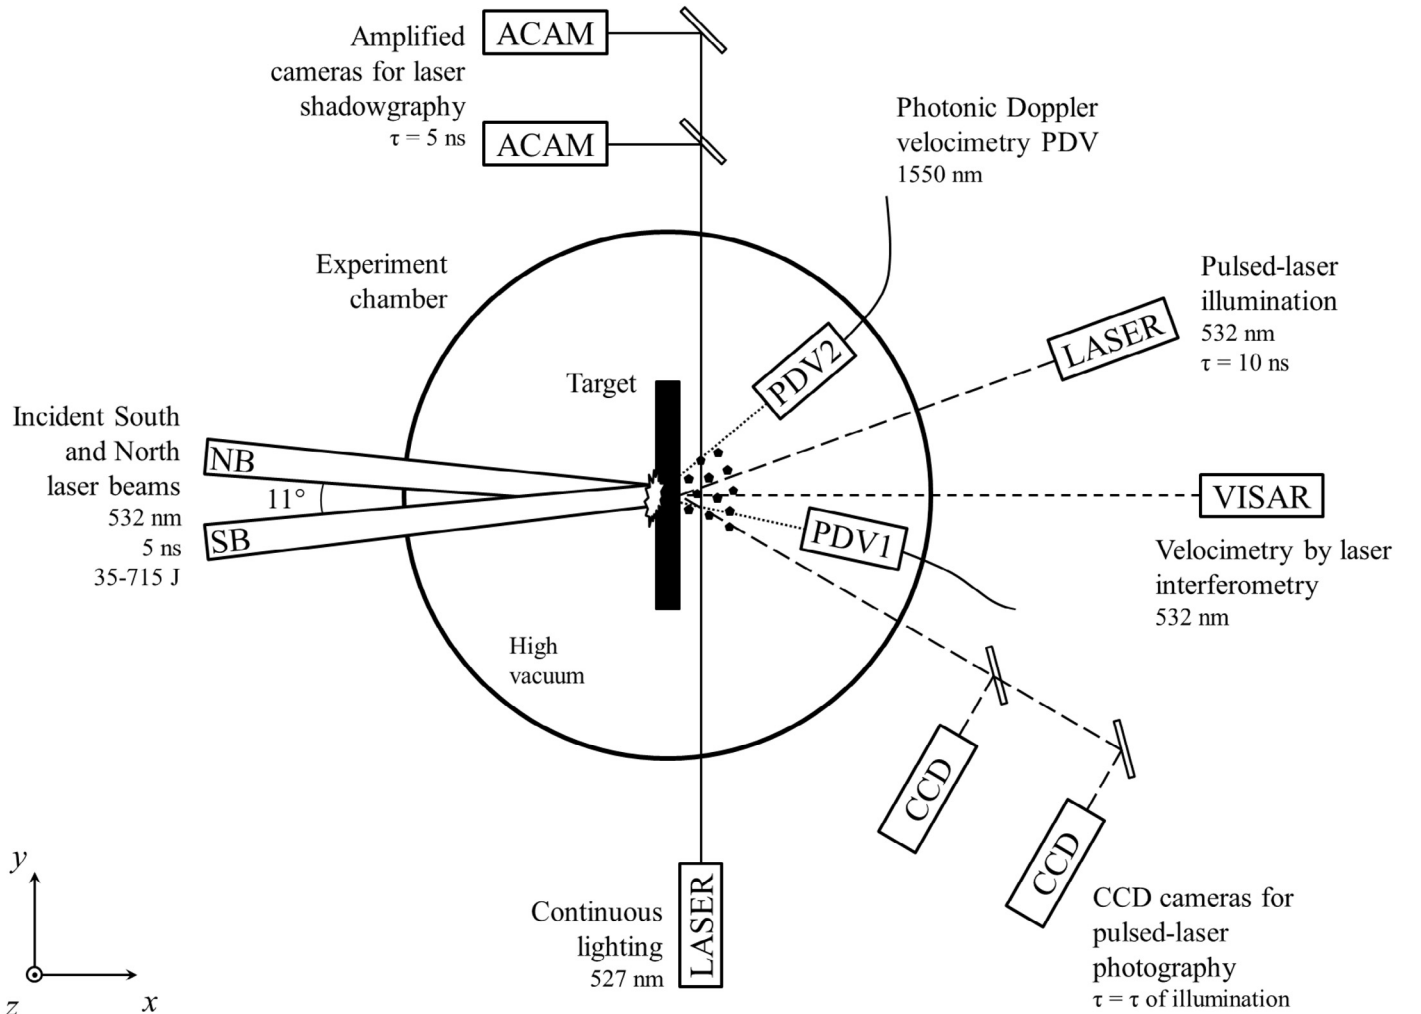 ACAM
Amplified
cameras for laser
shadowgraphy
τ = 5 ns
ACAM
Photonic Doppler
velocimetry PDV
1550 nm
Experiment
chamber
Pulsed-laser
illumination
532 nm
τ = 10 ns
LASER
PDV2
Target
Incident South
and North
laser beams
532 nm
5 ns
35-715 J
NB
11°
SB
VISAR
PDV1
Velocimetry by laser
interferometry
532 nm
High
vacuum
CCD
CCD
CCD cameras for
pulsed-laser
photography
τ = τ of illumination
Continuous
lighting
527 nm
LASER
y
z
x